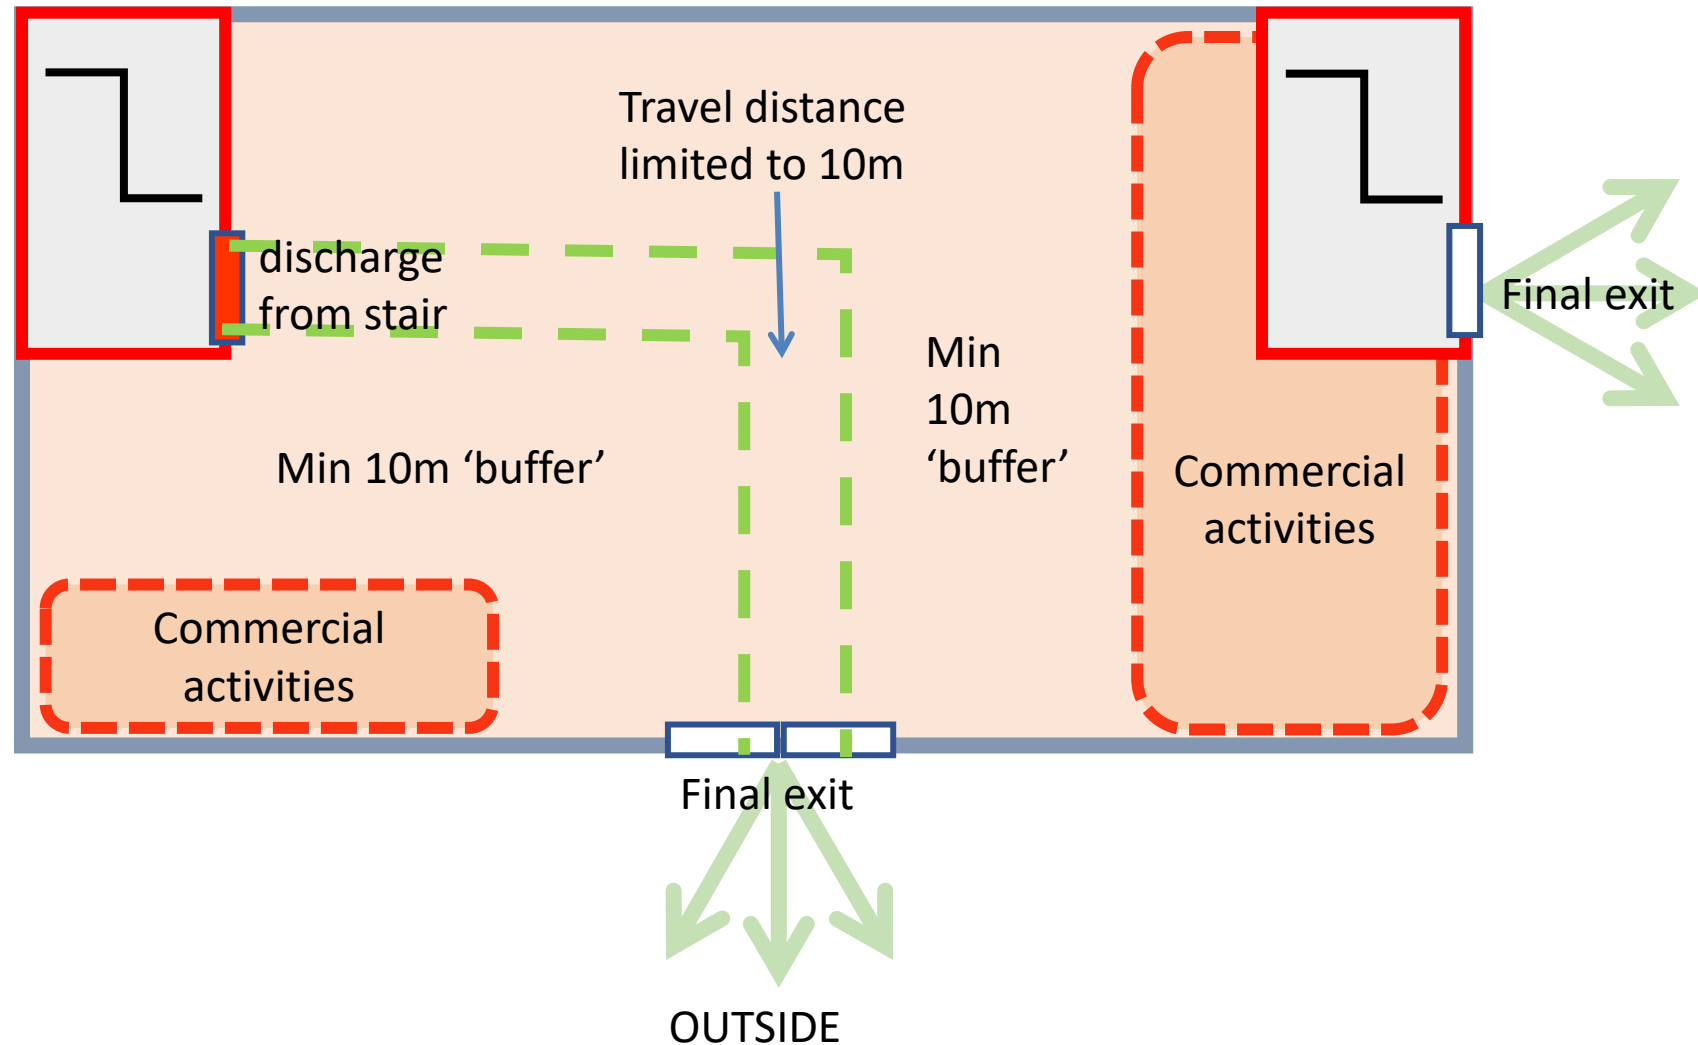 Travel distance
limited to 10m
discharge
from stair
Final exit
Min
10m
‘buffer’
Min 10m ‘buffer’
Commercial
activities
Commercial
activities
Final exit
OUTSIDE